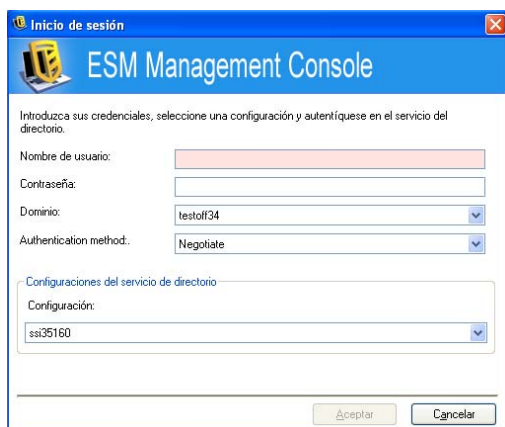 Inicio de sesión
ESM Management Console
Introduzca sus credenciales, seleccione una configuración y autentíquese en el servicio del
directorio.
Nombre de usuario:
Contraseña:
Dominio:
testoff34
Authentication method:.
Negotiate
Configuraciones del servicio de directorio
Configuración:
ssi35160
Aceptar
Cancelar